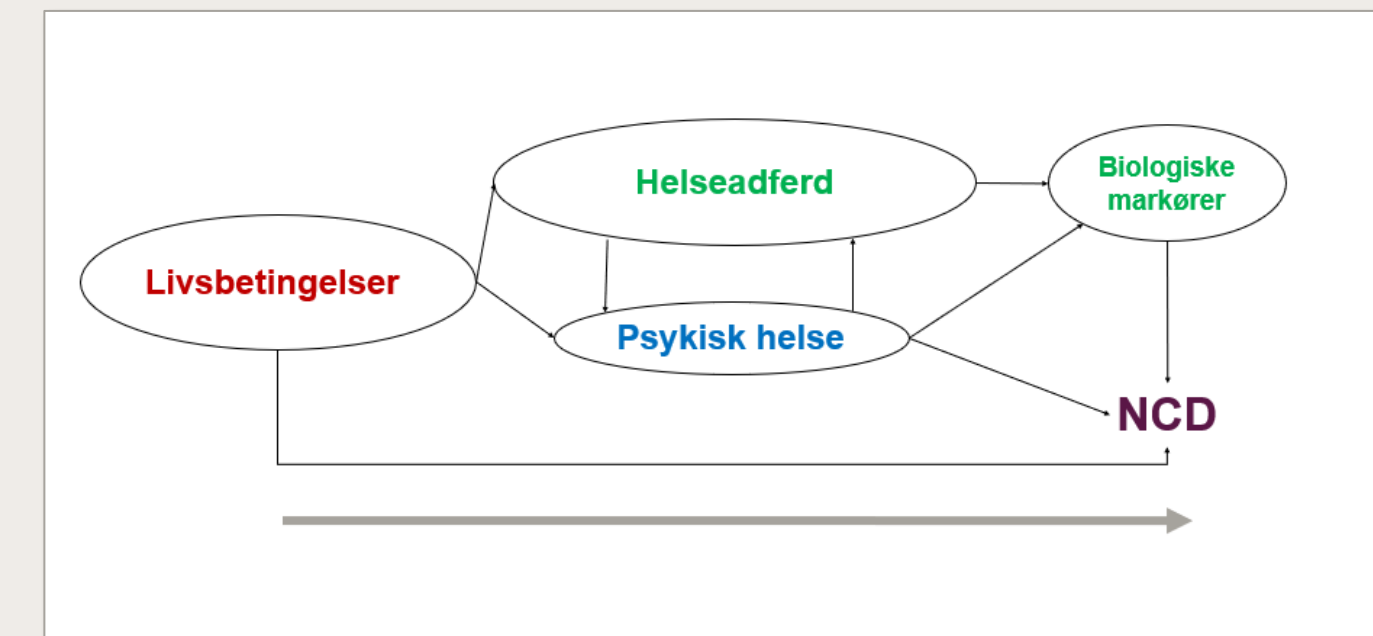 Helseadferd
Biologiske
markører
Livsbetingelser
Psykisk helse
NCD